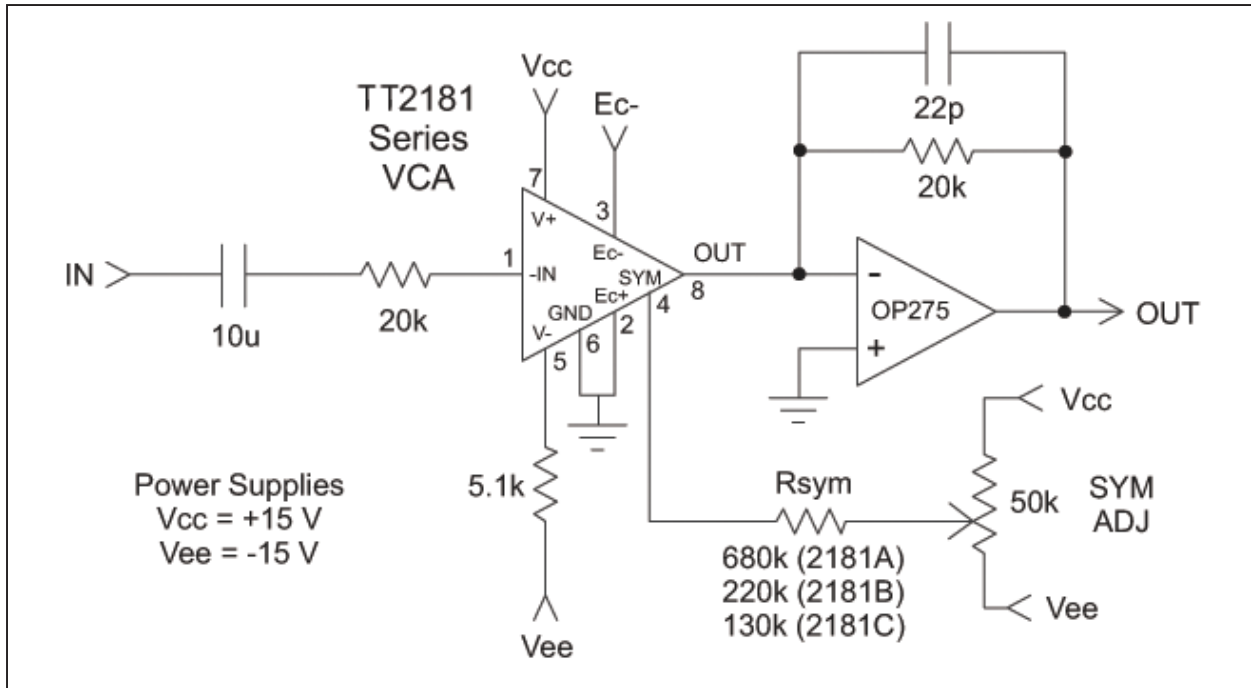 Vcc
TT2181
Series
VCA
Ec-
22p
20k
7
V+
3
Ec-
1
-IN
IN
OUT
8
SYM
4
Ec+
2
GND
6
V-
5
10u
20k
-
OP275
+
OUT
Vcc
Power Supplies
Vcc = +15 V
Vee = -15 V
5.1k
Rsym
680k (2181A)
220k (2181B)
130k (2181C)
50k
SYM
ADJ
Vee
Vee